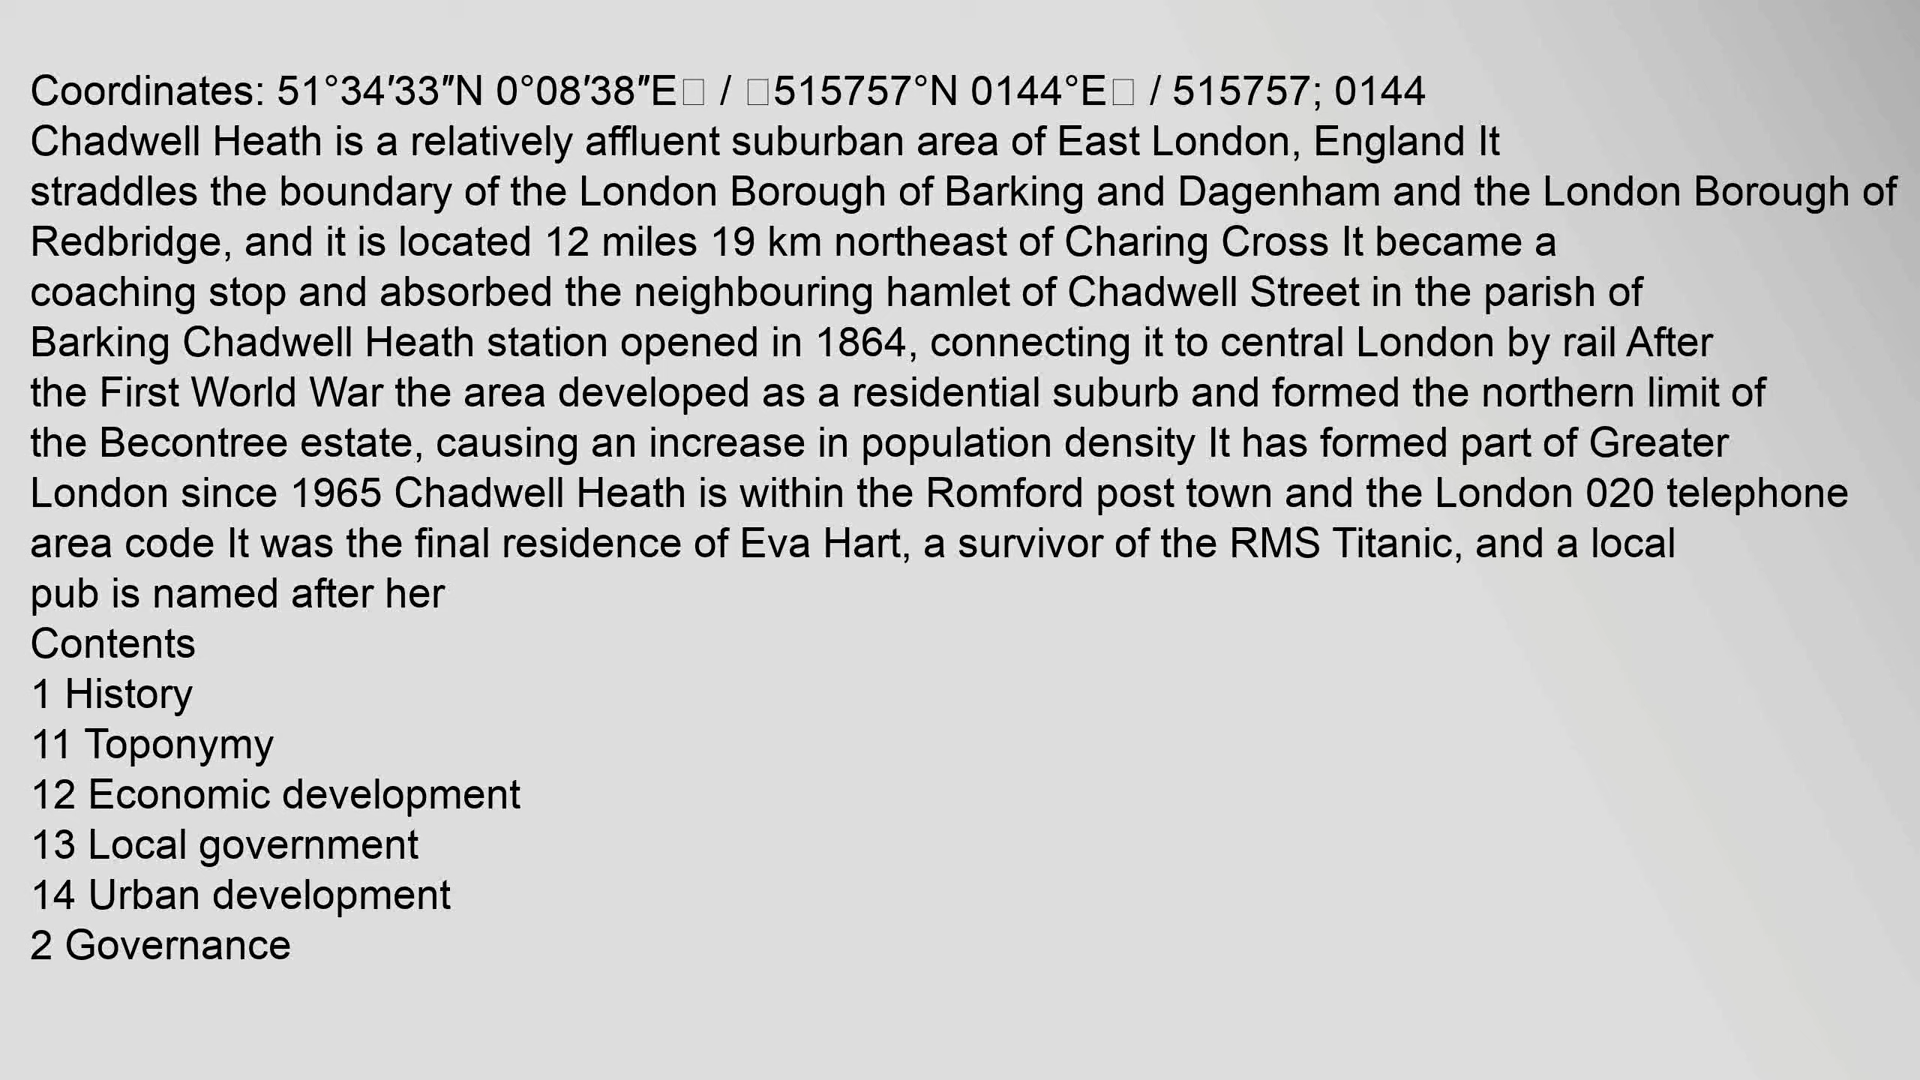 Coordinates: 51°34′33″N 0°08′38″E□ / □515757°N 0144°E□ / 515757; 0144
Chadwell Heath is a relatively affluent suburban area of East London, England It
straddles the boundary of the London Borough of Barking and Dagenham and the London Borough of
Redbridge, and it is located 12 miles 19 km northeast of Charing Cross It became a
coaching stop and absorbed the neighbouring hamlet of Chadwell Street in the parish of
Barking Chadwell Heath station opened in 1864, connecting it to central London by rail After
the First World War the area developed as a residential suburb and formed the northern limit of
the Becontree estate, causing an increase in population density It has formed part of Greater
London since 1965 Chadwell Heath is within the Romford post town and the London 020 telephone
area code It was the final residence of Eva Hart, a survivor of the RMS Titanic, and a local
pub is named after her
Contents
1 History
11 Toponymy
12 Economic development
13 Local government
14 Urban development
2 Governance